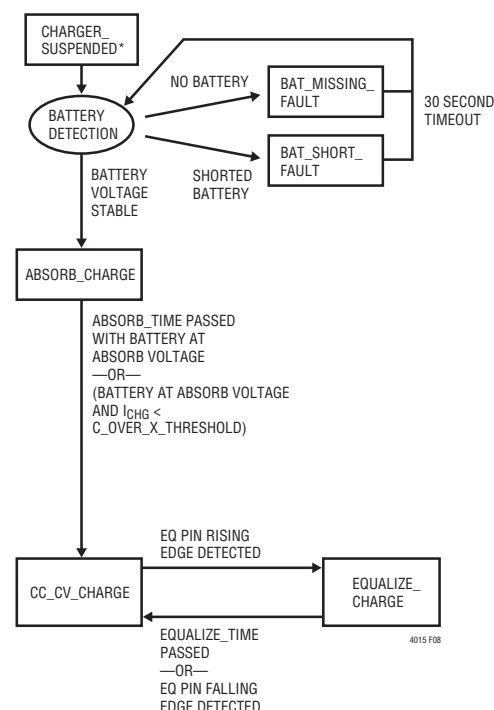 CHARGER_
SUSPENDED*
NO BATTERY
BAT_MISSING_
FAULT
30 SECOND
TIMEOUT
BATTERY
DETECTION
BAT_SHORT_
FAULT
BATTERY
VOLTAGE
STABLE
SHORTED
BATTERY
ABSORB_CHARGE
ABSORB_TIME PASSED
WITH BATTERY AT
ABSORB VOLTAGE
—OR—
(BATTERY AT ABSORB VOLTAGE
AND ICHG <
C_OVER_X_THRESHOLD)
EQ PIN RISING
EDGE DETECTED
CC_CV_CHARGE
EQUALIZE_
CHARGE
4015 F08
EQUALIZE_TIME
PASSED
—OR—
EQ PIN FALLING
EDGE DETECTED